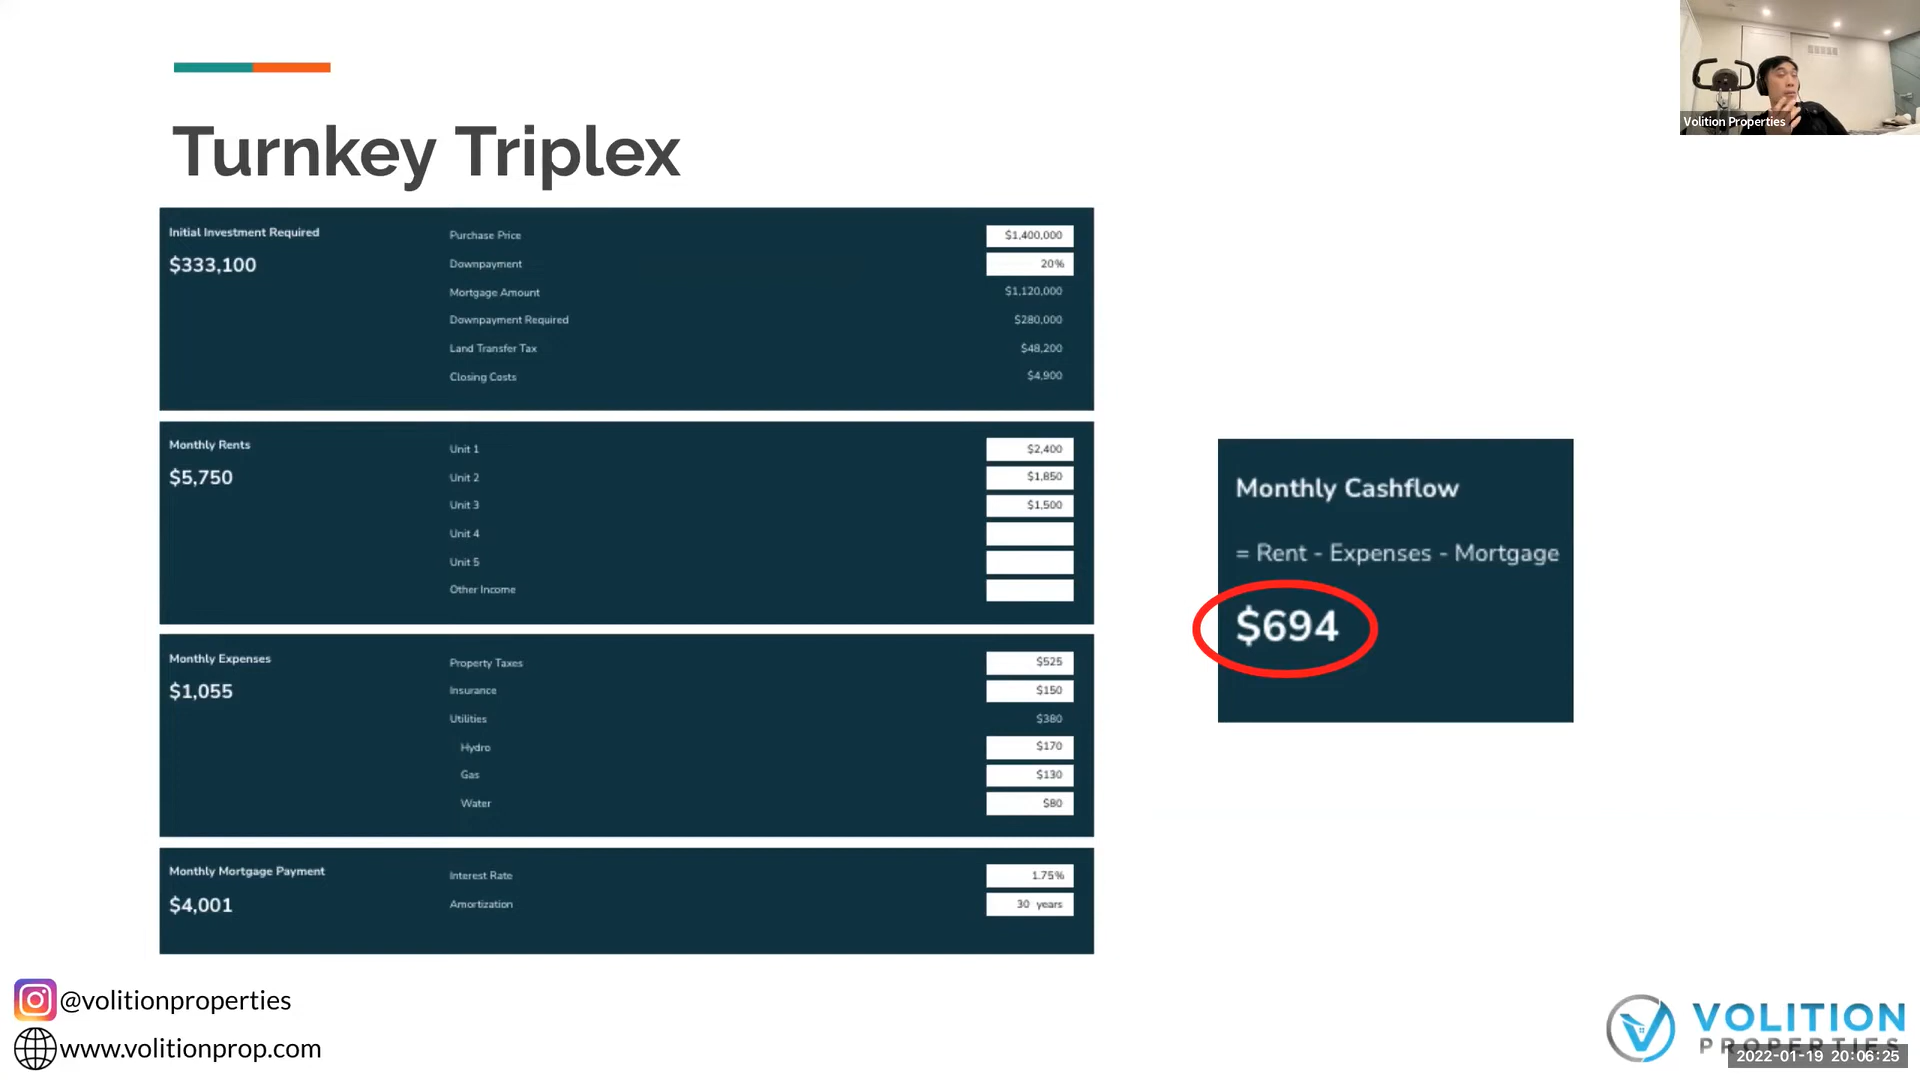 Volition Properties
Turnkey Triplex
Initial Investment Required
$333,100
Purchase Price $1,400,000
Downpayment 20%
Mortgage Amount $1,120,000
Downpayment Required $280,000
Land Transfer Tax $48,200
Closing Costs $4,900
Monthly Rents
$5,750
Unit 1 $2,400
Unit 2 $1,850
Unit 3 $1,500
Unit 4
Unit 5
Other Income
Monthly Expenses
$1,055
Property Taxes $525
Insurance $150
Utilities $380
Hydro $170
Gas $130
Water $80
Monthly Mortgage Payment
$4,001
Interest Rate 1.75%
Amortization 30 years
Monthly Cashflow
= Rent - Expenses - Mortgage
$694
@volitionproperties
www.volitionprop.com
VOLITION
PROPERTIES
2022-01-19 20:06:25